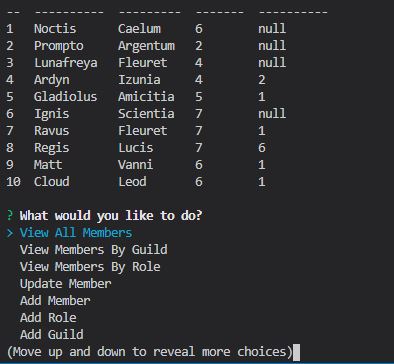 --  ----------  ----------  -------  ----------
1   Noctis      Caelum      6        null
2   Prompto     Argentum    2        null
3   Lunafreya   Fleuret     4        null
4   Ardyn       Izunia      4        2
5   Gladiolus   Amicitia    5        1
6   Ignis       Scientia    7        null
7   Ravus       Fleuret     7        1
8   Regis       Lucis       7        6
9   Matt        Vanni       6        1
10  Cloud       Leod        6        1
? What would you like to do?
> View All Members
View Members By Guild
View Members By Role
Update Member
Add Member
Add Role
Add Guild
(Move up and down to reveal more choices)